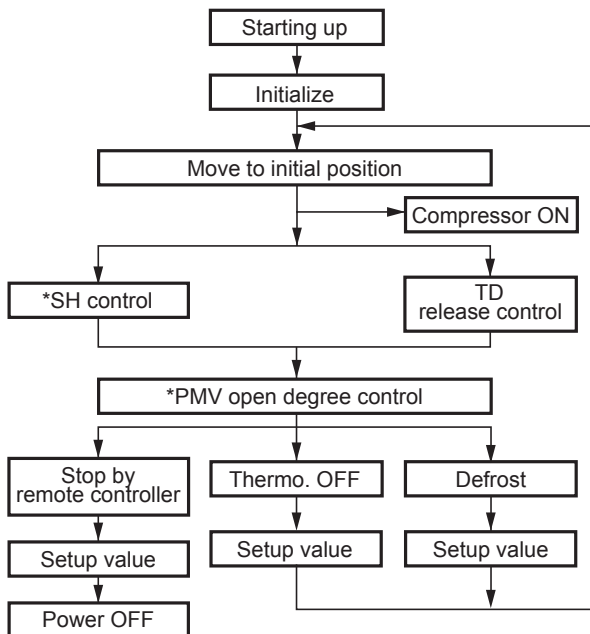 Starting up
Initialize
Move to initial position
Compressor ON
*SH control
TD
release control
*PMV open degree control
Stop by
remote controller
Thermo. OFF
Defrost
Setup value
Setup value
Setup value
Power OFF